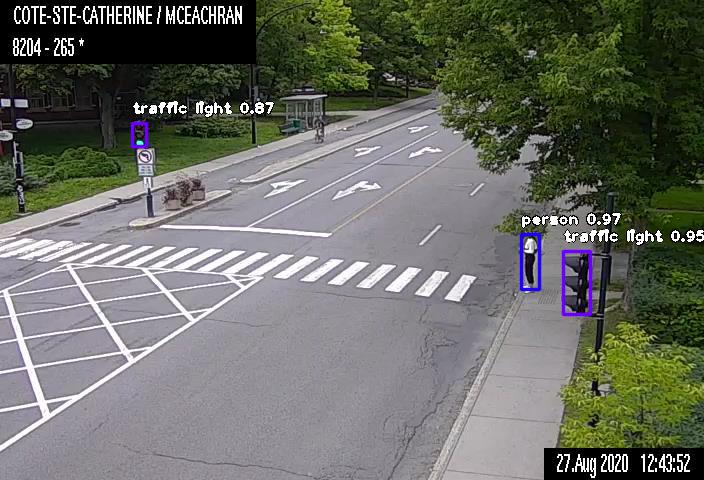 COTE-STE-CATHERINE / MCEACHRAN
8204 - 265 *
traffic light 0.87
person 0.97
traffic light 0.95
27.Aug 2020 12:43:52